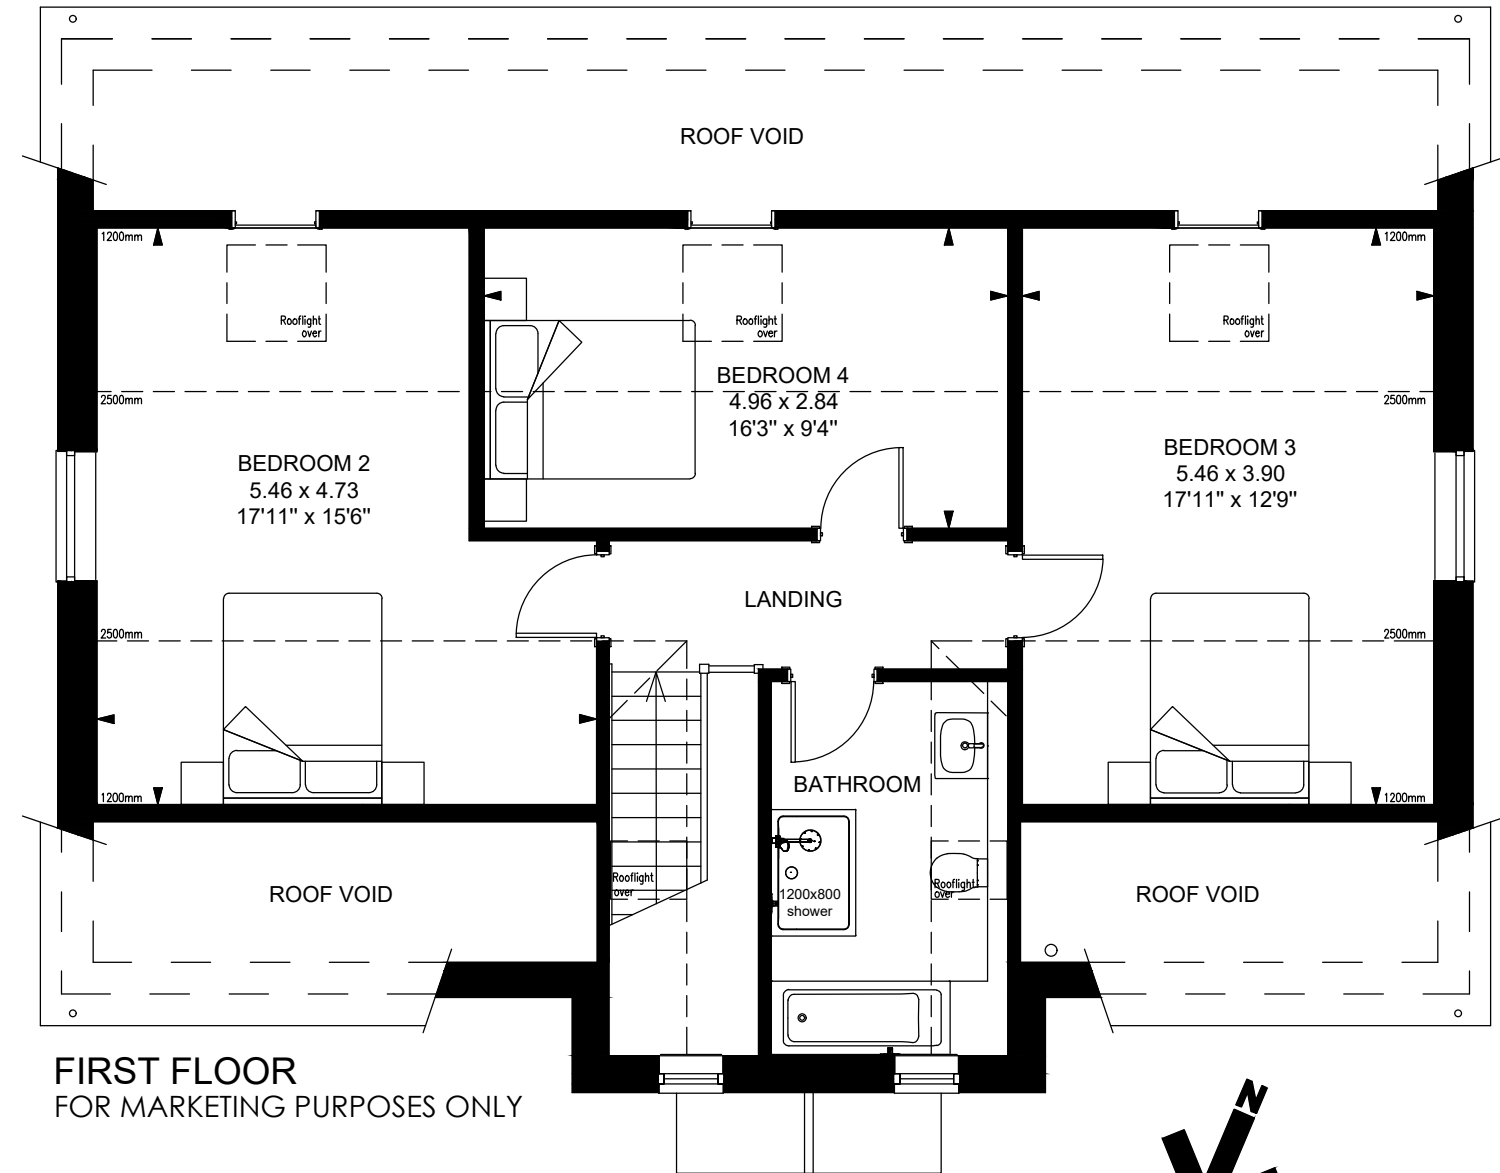 ROOF VOID
1200mm
1200mm
Rooflight
over
Rooflight
over
Rooflight
over
BEDROOM 4
4.96 x 2.84
16'3" x 9'4"
2500mm
2500mm
BEDROOM 2
5.46 x 4.73
17'11" x 15'6"
BEDROOM 3
5.46 x 3.90
17'11" x 12'9"
LANDING
2500mm
2500mm
BATHROOM
1200mm
1200mm
ROOF VOID
Rooflight
over
1200x800
shower
Rooflight
over
ROOF VOID
FIRST FLOOR
FOR MARKETING PURPOSES ONLY
N